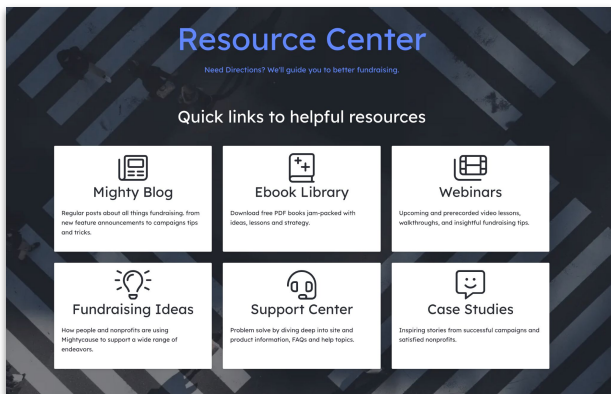 Resource Center
Need Directions? We'll guide you to better fundraising.
Quick links to helpful resources
Mighty Blog
Regular posts about all things fundraising, from
new feature announcements to campaigns tips
and tricks.
Ebook Library
Download free PDF books jam-packed with
ideas, lessons and strategy.
Webinars
Upcoming and prerecorded video lessons,
walkthroughs, and insightful fundraising tips.
Fundraising Ideas
How people and nonprofits are using
Mightycause to support a wide range of
endeavors.
Support Center
Problem solve by diving deep into site and
product information, FAQs and help topics.
Case Studies
Inspiring stories from successful campaigns and
satisfied nonprofits.